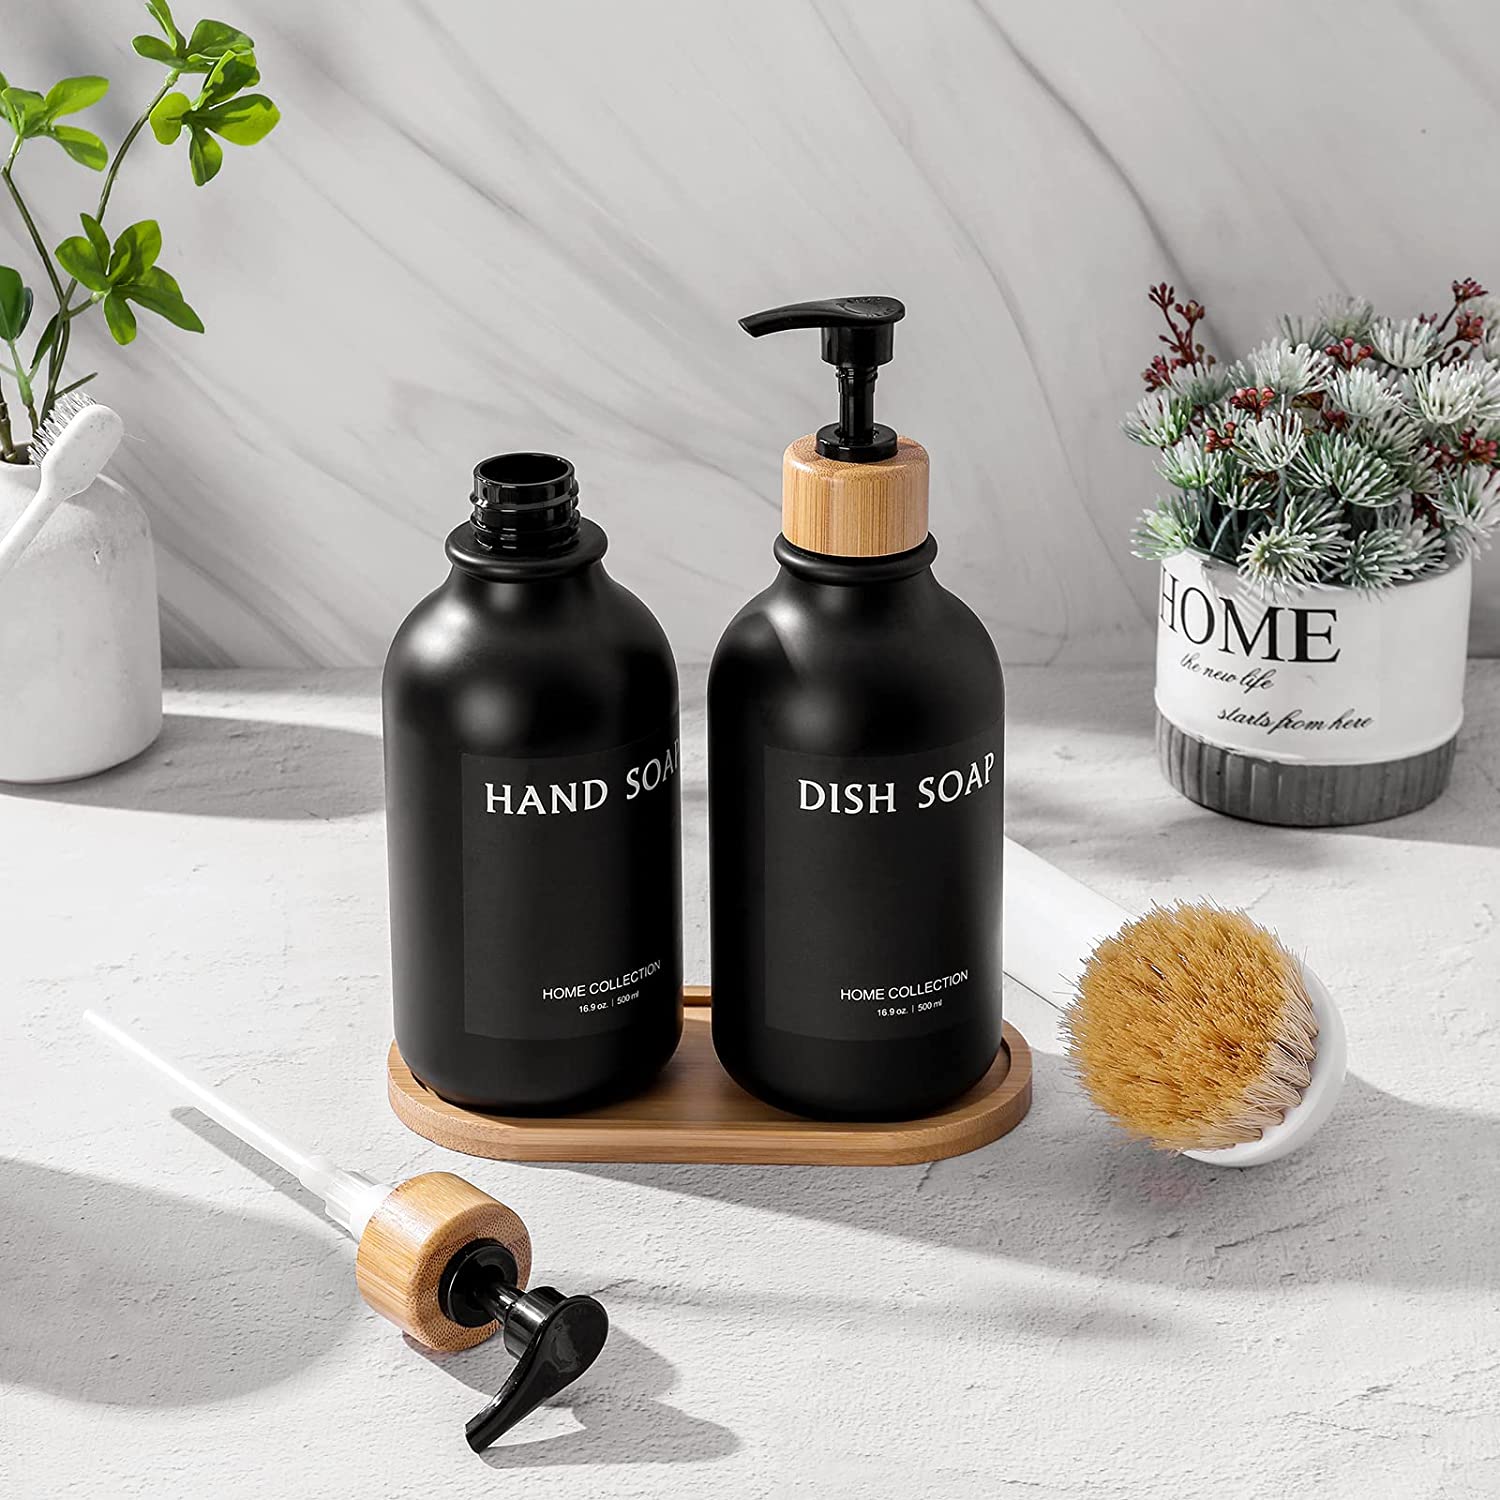 HAND SOAP
HOME COLLECTION
16.9 oz. | 500 ml
DISH SOAP
HOME COLLECTION
16.9 oz. | 500 ml
HOME
the new life
starts from here